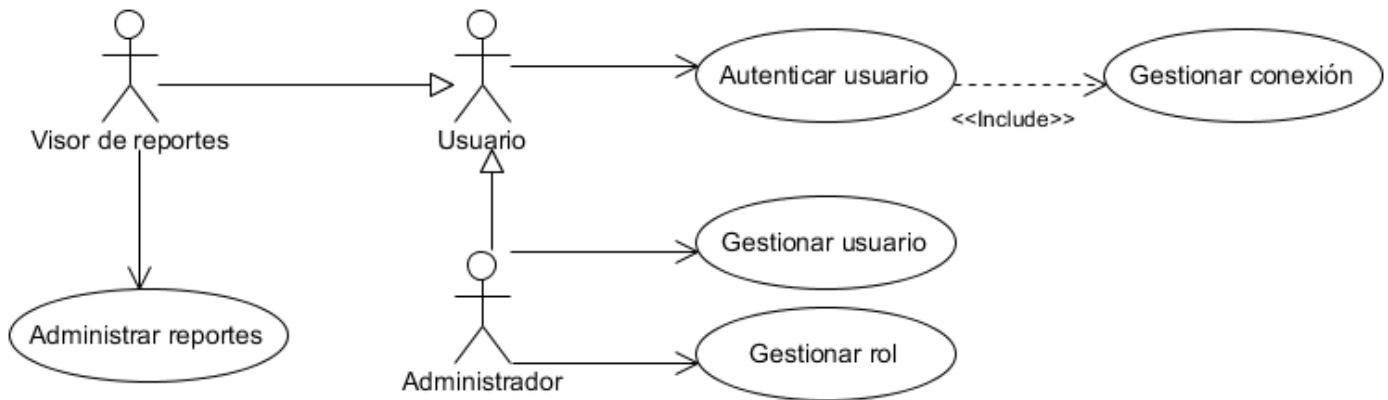 Autenticar usuario
Gestionar conexión
<<Include>>
Visor de reportes
Usuario
Gestionar usuario
Administrar reportes
Gestionar rol
Administrador